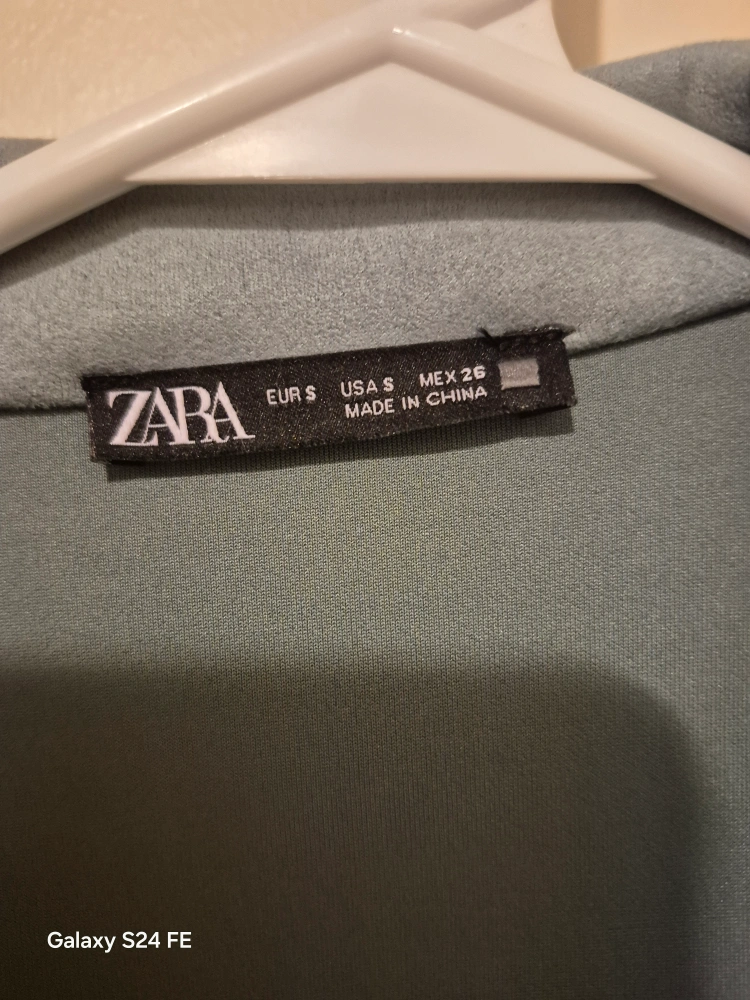 ZARA
EUR S USA S MEX 26
MADE IN CHINA
Galaxy S24 FE